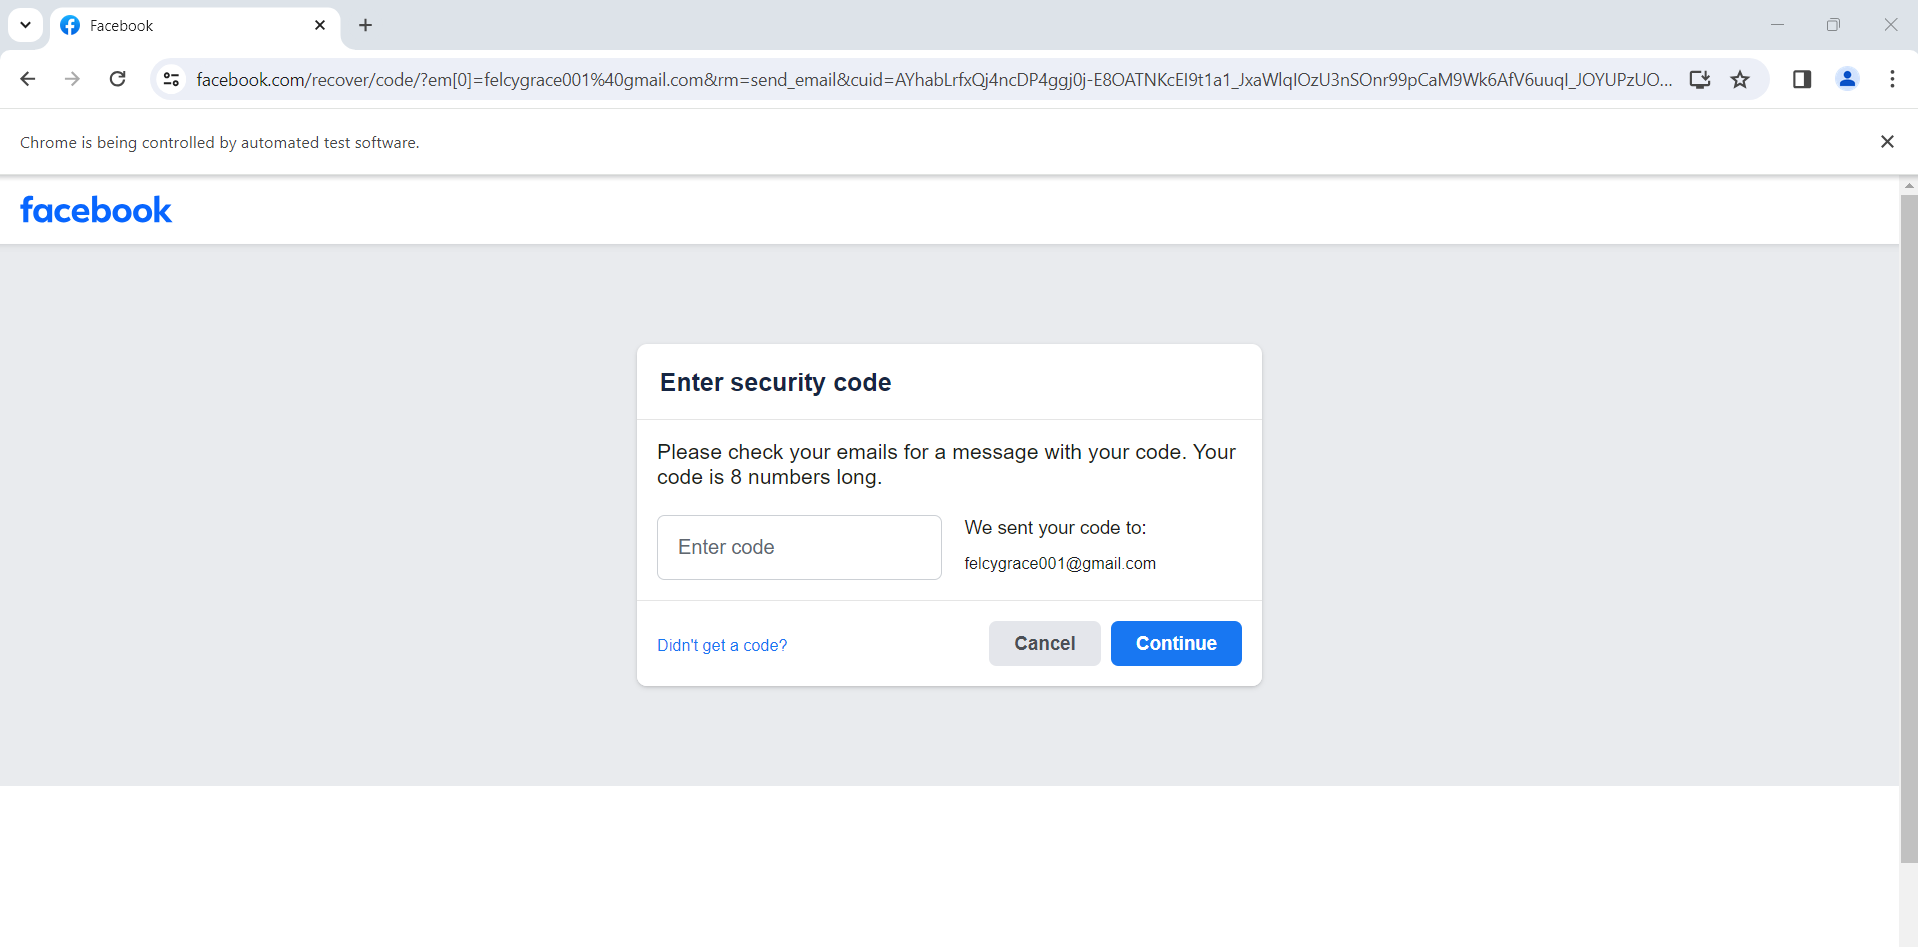 Facebook
facebook.com/recover/code/?em[0]=felcygrace001%40gmail.com&rm=send_email&cuid=AYhabLrfxQj4ncDP4ggj0j-E8OATNKcEI9t1a1_JxaWlqIOzU3nSOnr99pCaM9Wk6AfV6uuqI_JOYUPzUO...
Chrome is being controlled by automated test software.
facebook
Enter security code
Please check your emails for a message with your code. Your
code is 8 numbers long.
Enter code
We sent your code to:
felcygrace001@gmail.com
Didn't get a code?
Cancel
Continue